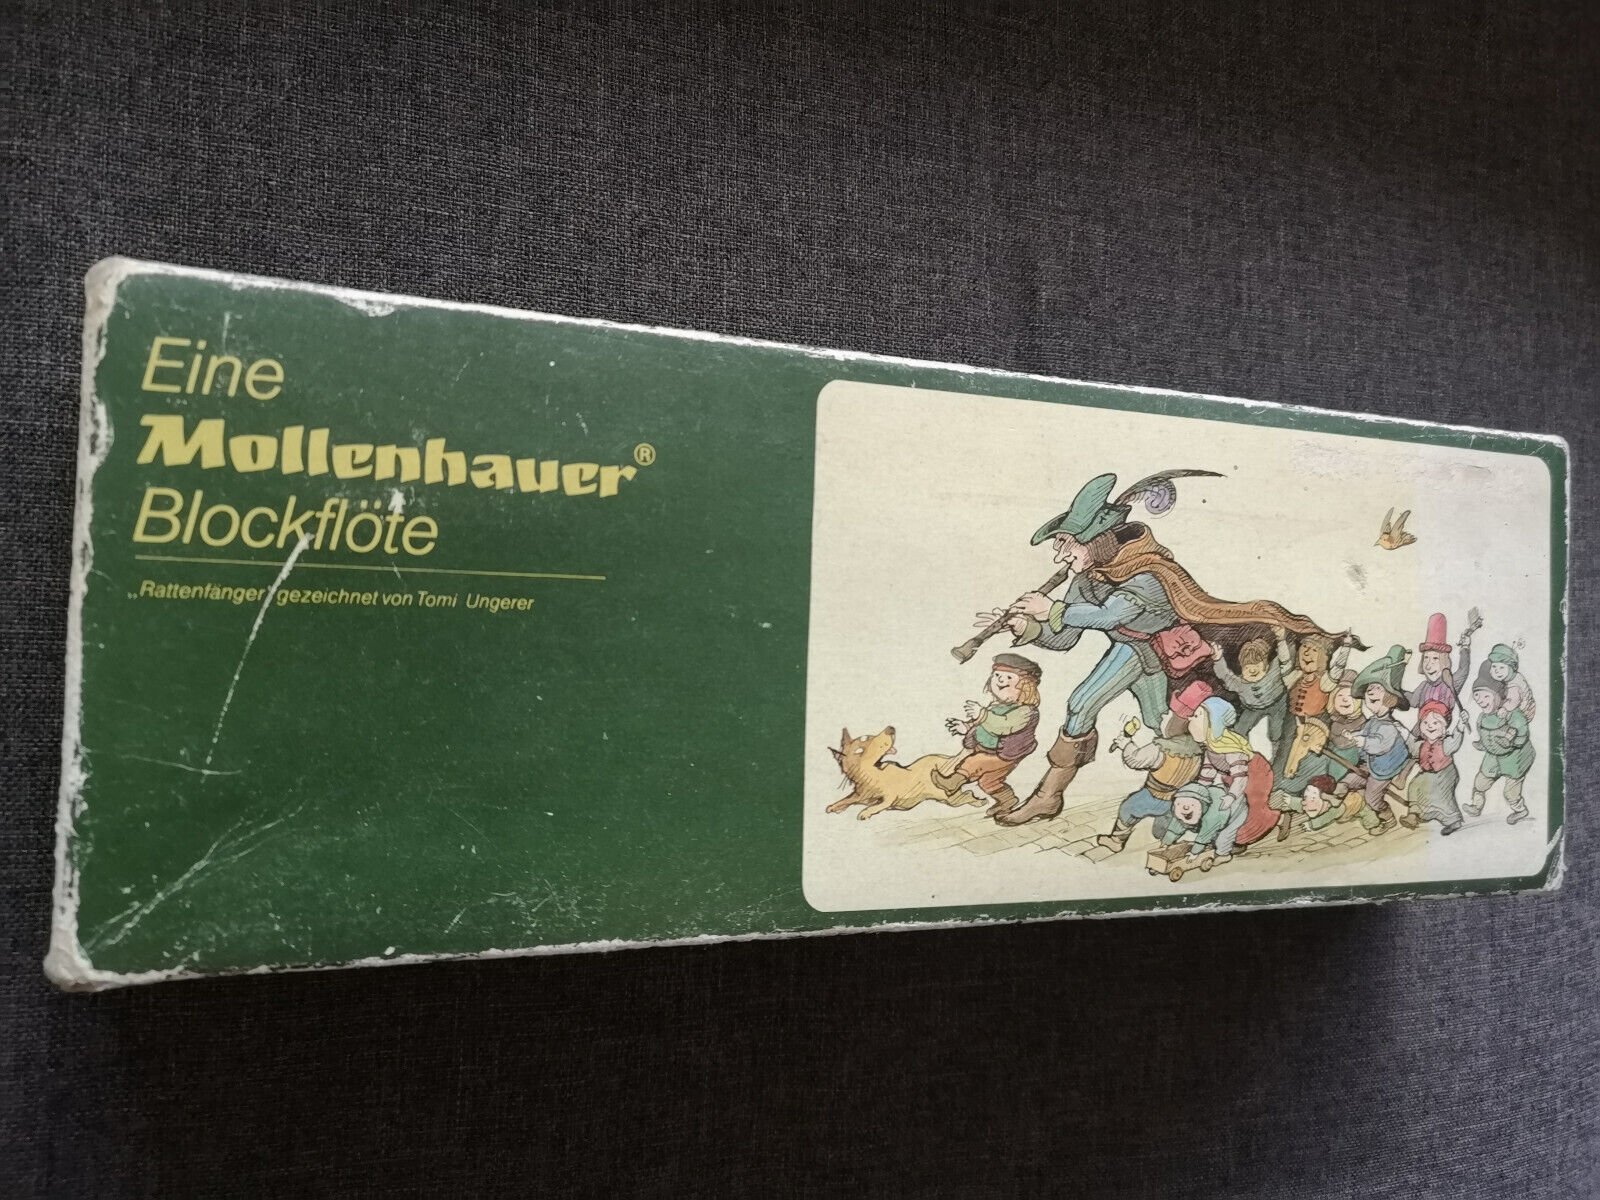 Eine
Mollenhauer®
Blockflöte
„Rattenfänger“ gezeichnet von Tomi Ungerer